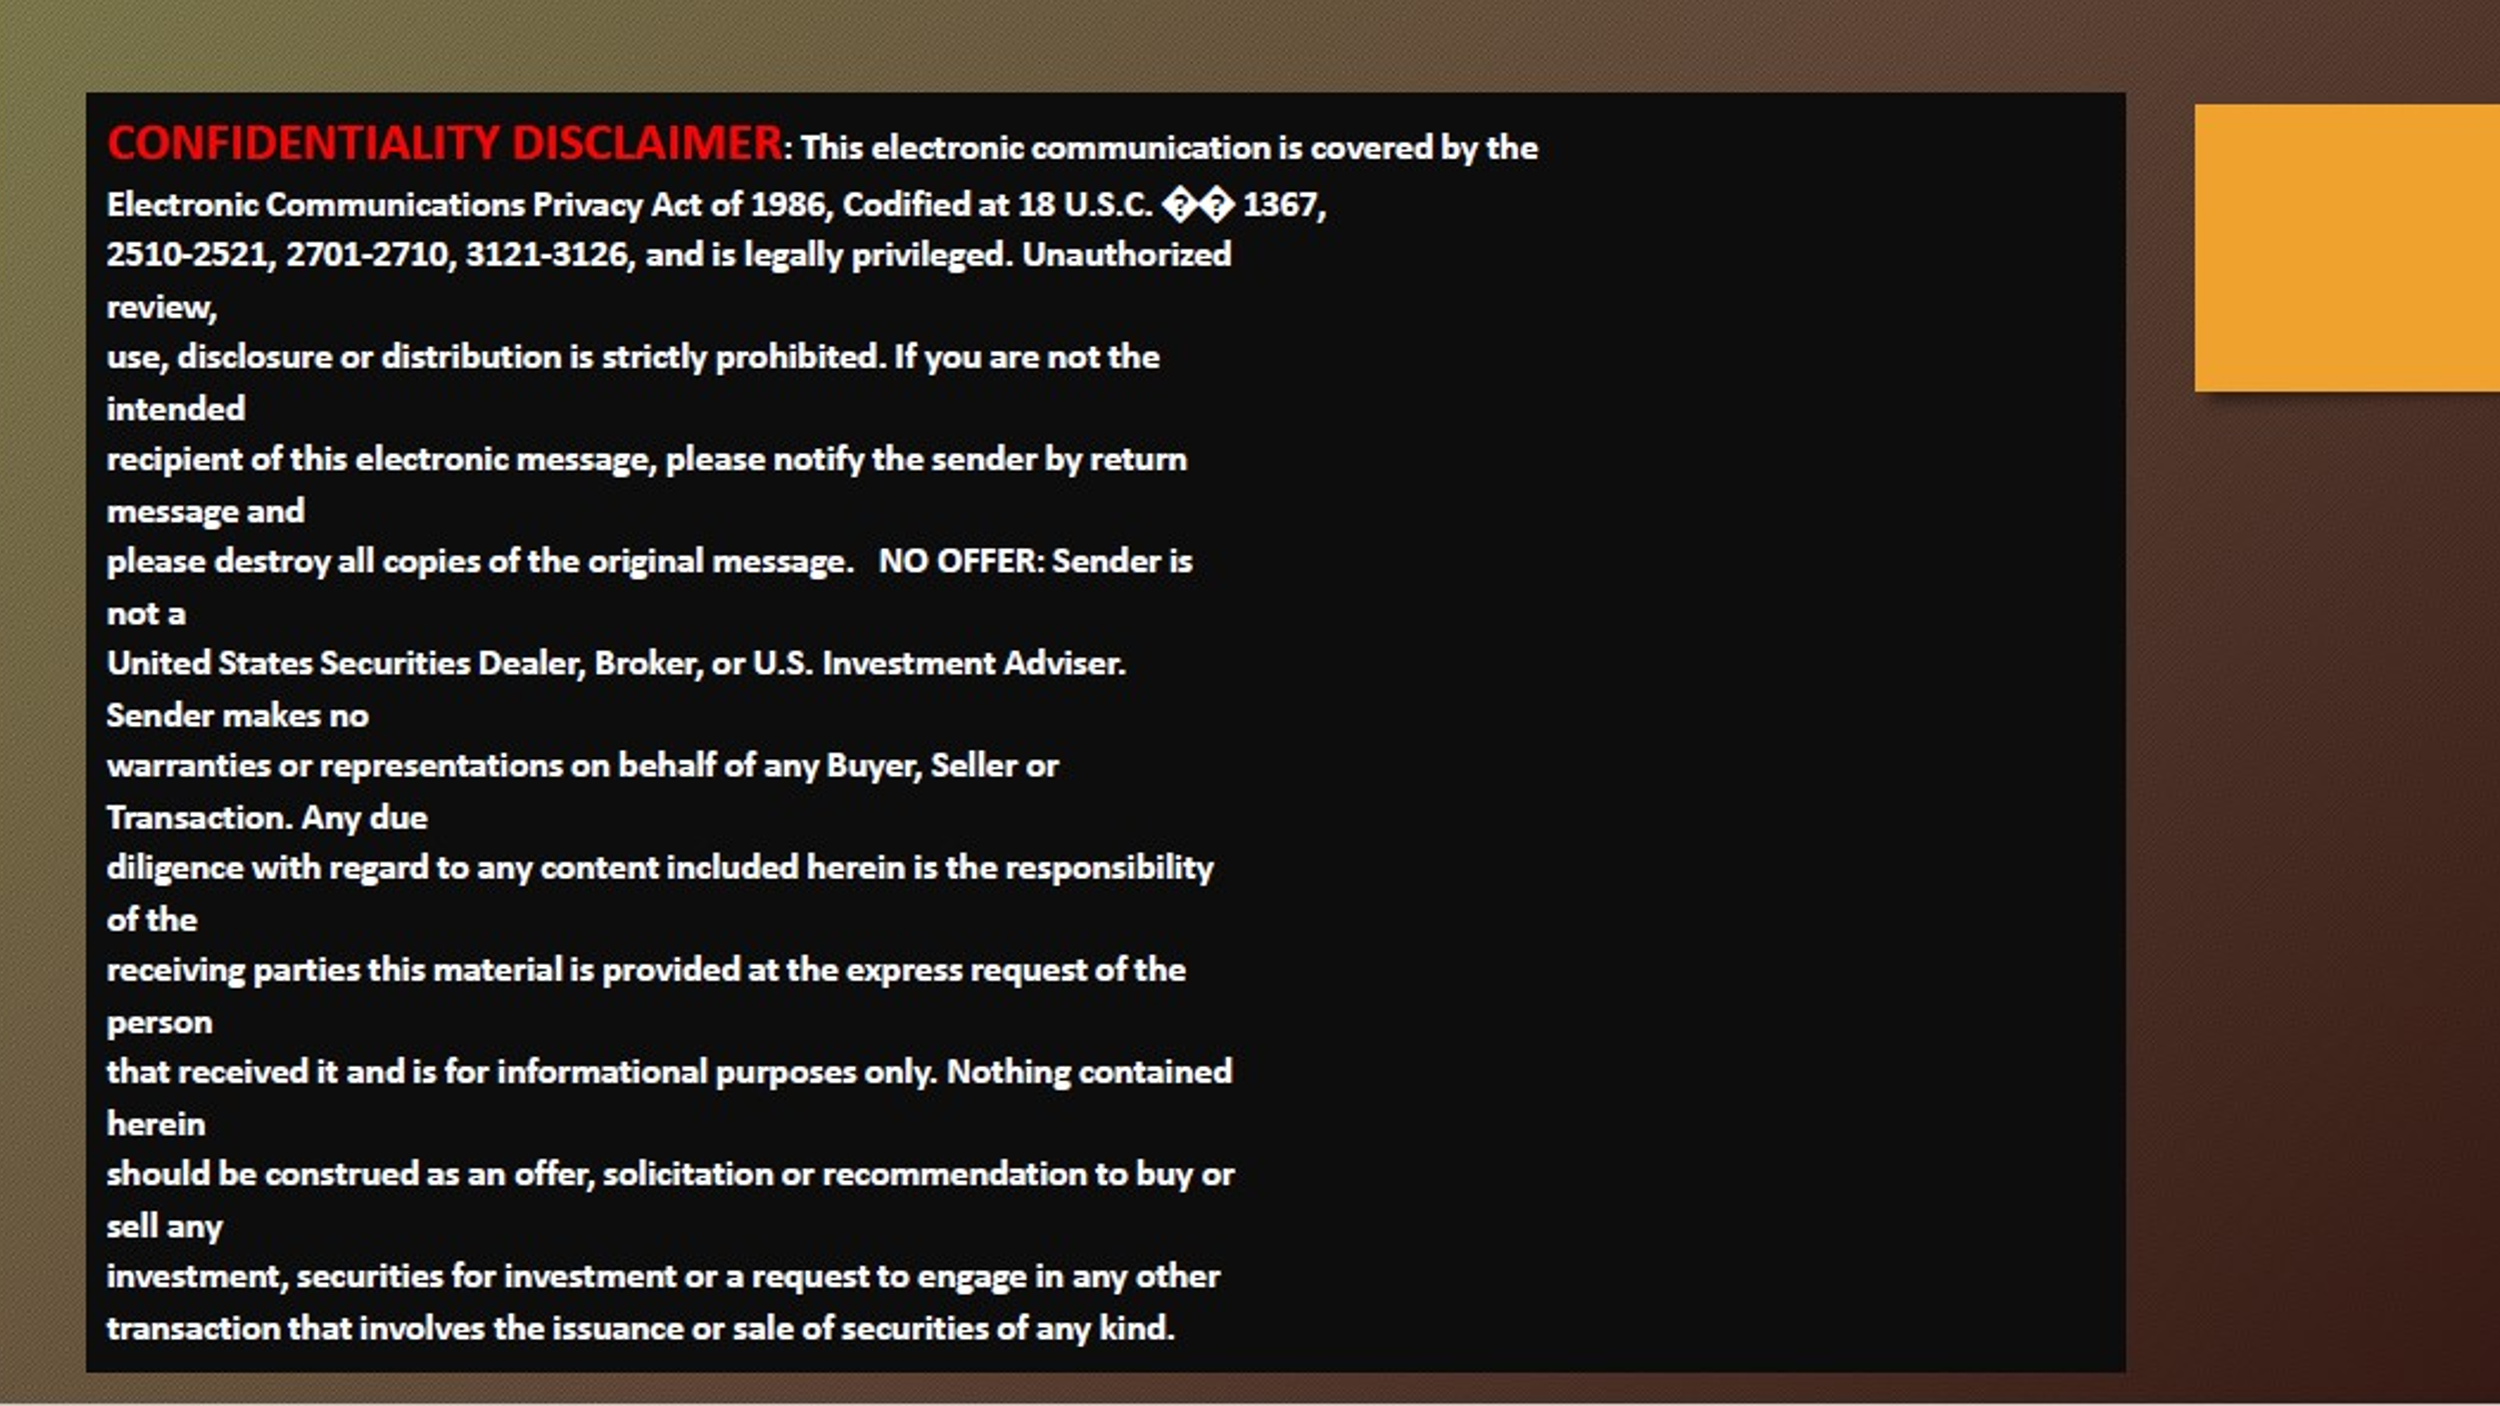 CONFIDENTIALITY DISCLAIMER: This electronic communication is covered by the
Electronic Communications Privacy Act of 1986, Codified at 18 U.S.C. �� 1367,
2510-2521, 2701-2710, 3121-3126, and is legally privileged. Unauthorized
review,
use, disclosure or distribution is strictly prohibited. If you are not the
intended
recipient of this electronic message, please notify the sender by return
message and
please destroy all copies of the original message.   NO OFFER: Sender is
not a
United States Securities Dealer, Broker, or U.S. Investment Adviser.
Sender makes no
warranties or representations on behalf of any Buyer, Seller or
Transaction. Any due
diligence with regard to any content included herein is the responsibility
of the
receiving parties this material is provided at the express request of the
person
that received it and is for informational purposes only. Nothing contained
herein
should be construed as an offer, solicitation or recommendation to buy or
sell any
investment, securities for investment or a request to engage in any other
transaction that involves the issuance or sale of securities of any kind.